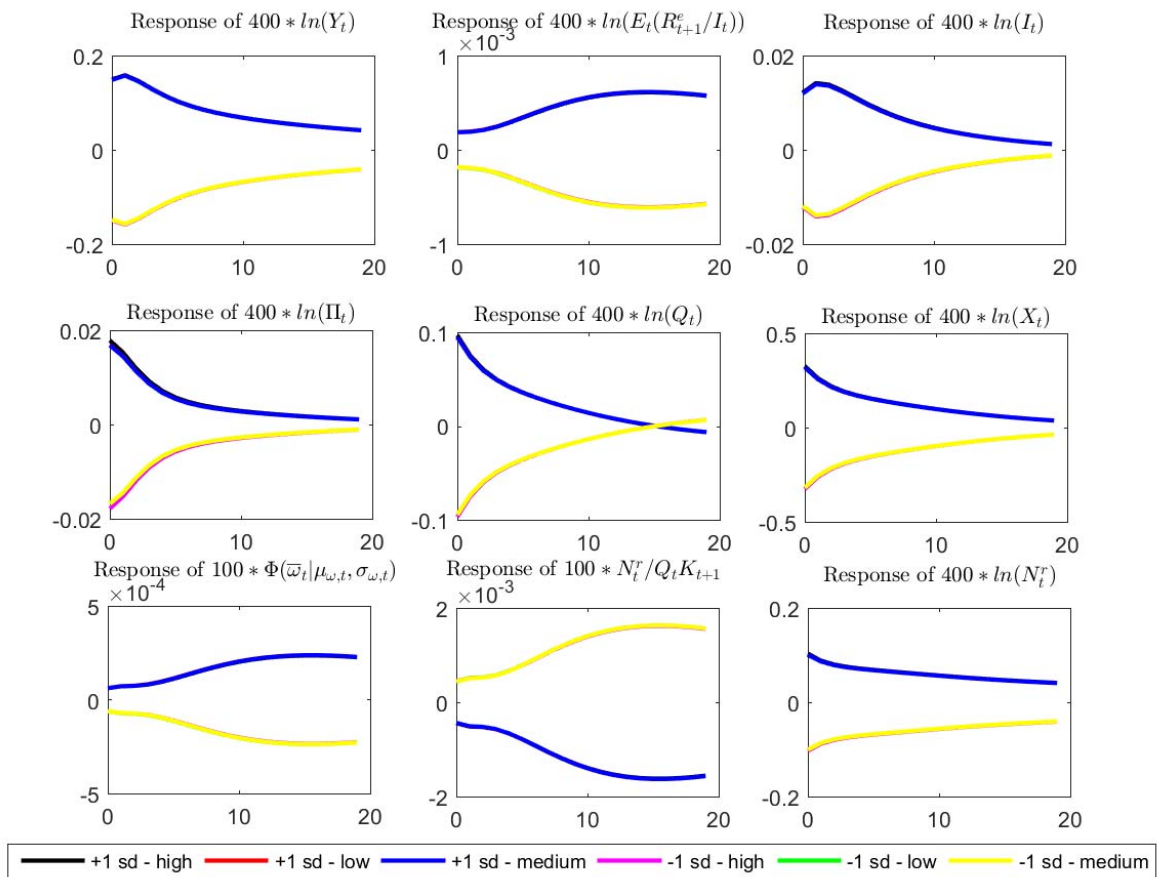 Response of 400 ∗ ln(Y_t)
Response of 400 ∗ ln(E_t(R^e_{t+1}/I_t))
Response of 400 ∗ ln(I_t)
0.2
0
-0.2
0 10 20
×10^-3
1
0
-1
0 10 20
0.02
0
-0.02
0 10 20
Response of 400 ∗ ln(Π_t)
Response of 400 ∗ ln(Q_t)
Response of 400 ∗ ln(X_t)
0.02
0
-0.02
0 10 20
0.1
0
-0.1
0 10 20
0.5
0
-0.5
0 10 20
Response of 100 ∗ Φ(ω̅_t|μ_{ω,t}, σ_{ω,t})
Response of 100 ∗ N^r_t/Q_tK_{t+1}
Response of 400 ∗ ln(N^r_t)
×10^-4
5
0
-5
0 10 20
×10^-3
2
0
-2
0 10 20
0.2
0
-0.2
0 10 20
+1 sd - high +1 sd - low +1 sd - medium -1 sd - high -1 sd - low -1 sd - medium